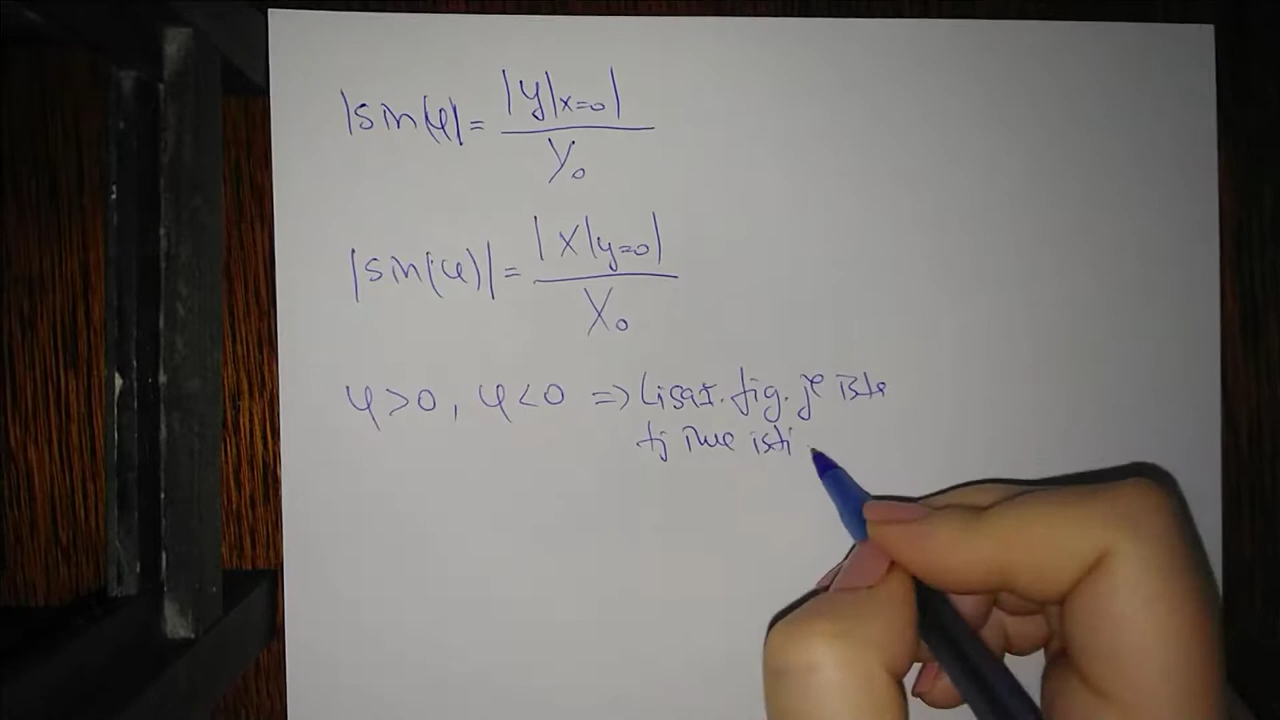 |sin(φ| = |y|x=0| / Y₀
|sin(φ)| = |x|y=0| / X₀
φ>0, φ<0 => Lisaž. fig. je iste
tj ima isti